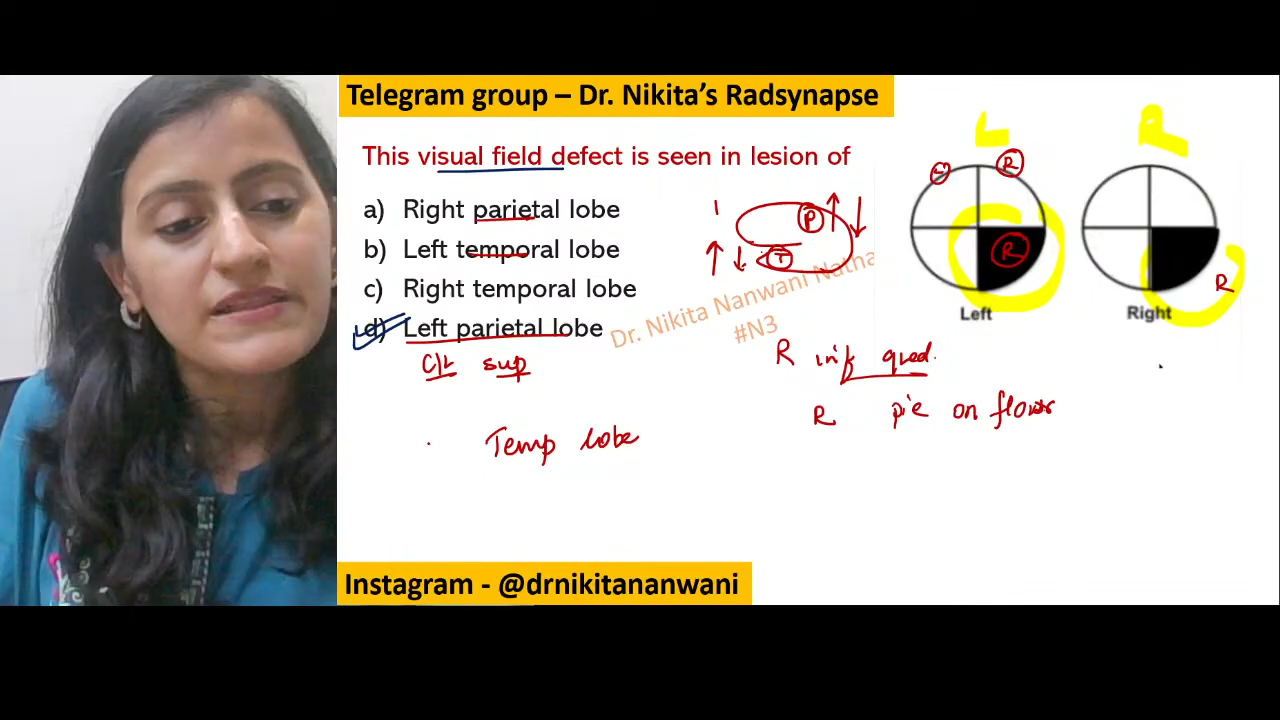 Telegram group – Dr. Nikita's Radsynapse
This visual field defect is seen in lesion of
a) Right parietal lobe
b) Left temporal lobe
c) Right temporal lobe
d) Left parietal lobe
C/L sup
Temp lobe
P
T
Dr. Nikita Nanwani Natha
#N3
L
R
R
R
R
Left
Right
R inf quad.
R pie on floor
Instagram - @drnikitananwani